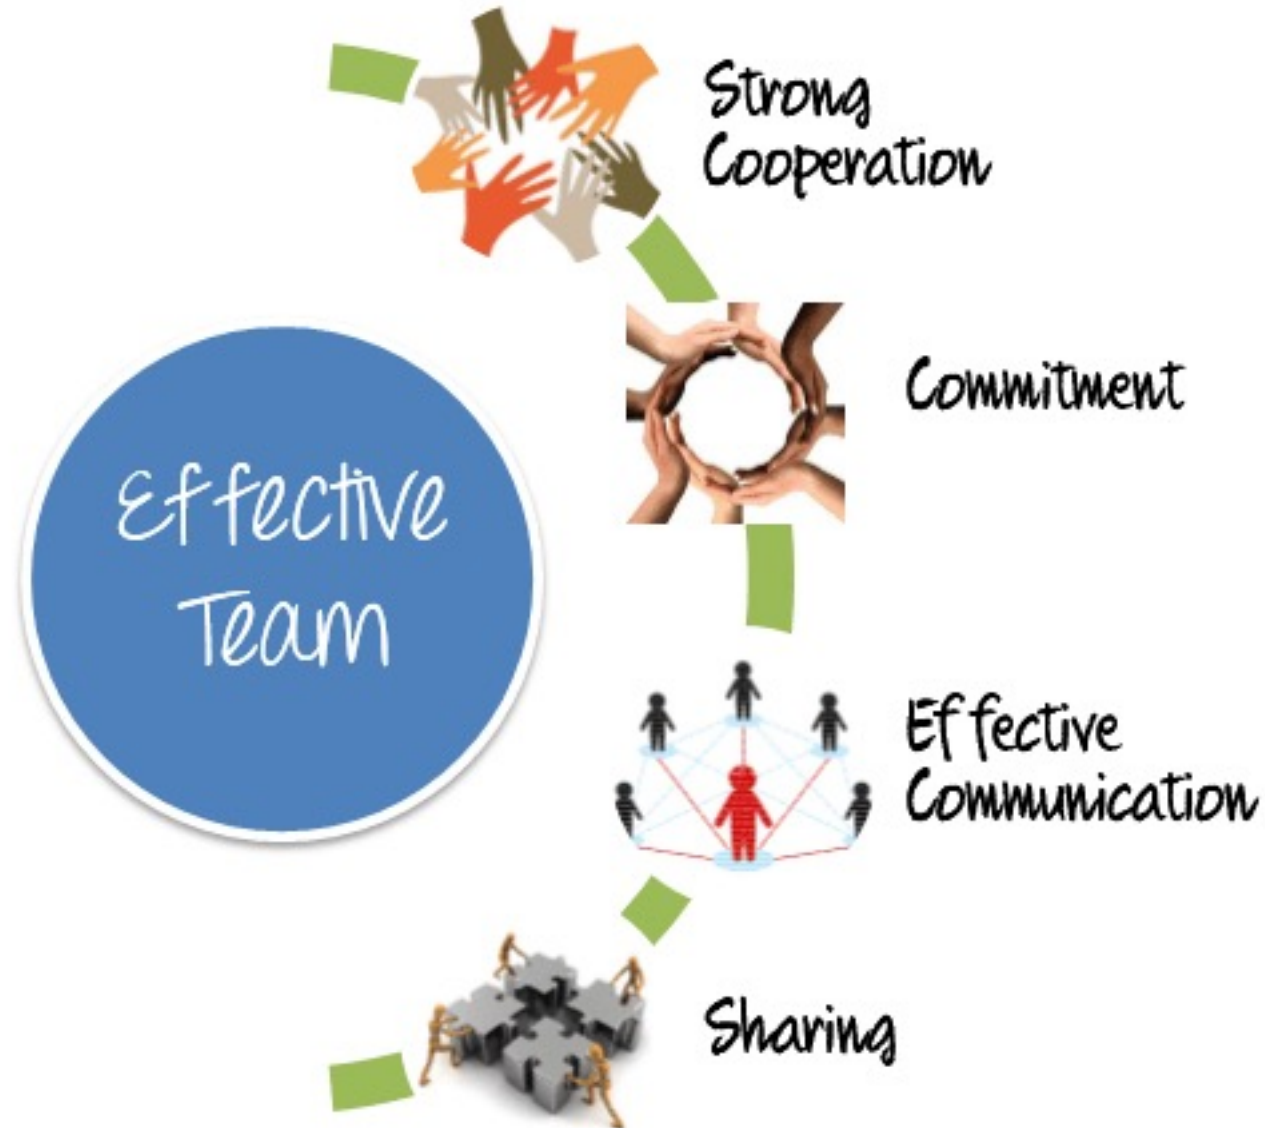 Strong
Cooperation
Commitment
Effective
Team
Effective
Communication
Sharing